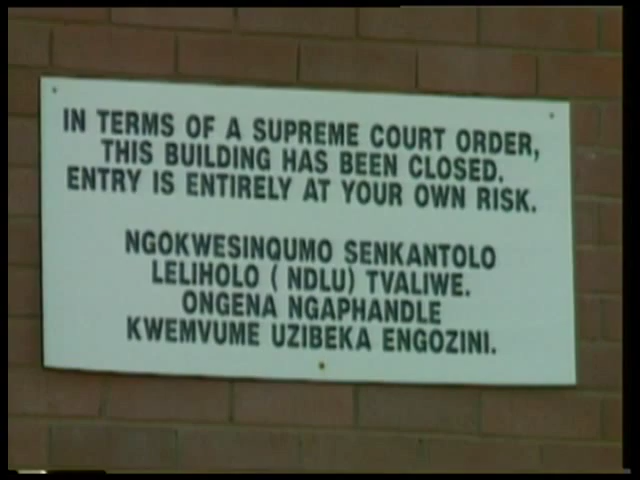 IN TERMS OF A SUPREME COURT ORDER,
THIS BUILDING HAS BEEN CLOSED.
ENTRY IS ENTIRELY AT YOUR OWN RISK.
NGOKWESINQUMO SENKANTOLO
LELIHOLO ( NDLU) TVALIWE.
ONGENA NGAPHANDLE
KWEMVUME UZIBEKA ENGOZINI.